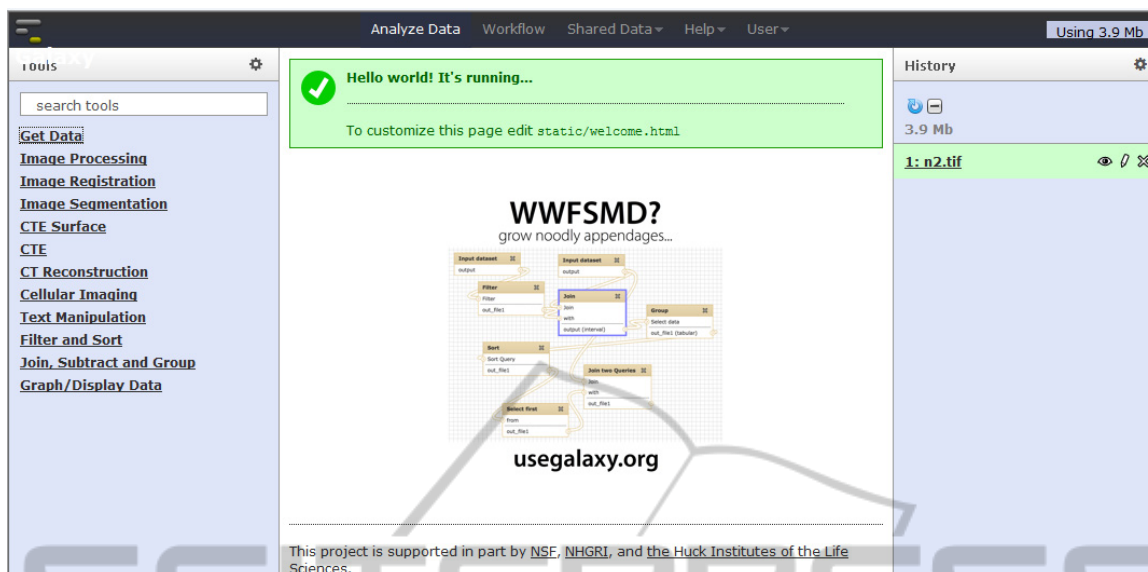 Analyze Data Workflow Shared Data Help User Using 3.9 Mb
Tools
search tools
Get Data
Image Processing
Image Registration
Image Segmentation
CTE Surface
CTE
CT Reconstruction
Cellular Imaging
Text Manipulation
Filter and Sort
Join, Subtract and Group
Graph/Display Data
Hello world! It's running...
To customize this page edit static/welcome.html
WWFSMD?
grow noodly appendages...
Input dataset
output
Input dataset
output
Filter
Filter
out_file1
Join
Join
with
output (interval)
Group
Select data
out_file1 (tabular)
Sort
Sort Query
out_file1
Join two Queries
Join
with
out_file1
Select first
from
out_file1
usegalaxy.org
This project is supported in part by NSF, NHGRI, and the Huck Institutes of the Life
Sciences.
History
3.9 Mb
1: n2.tif